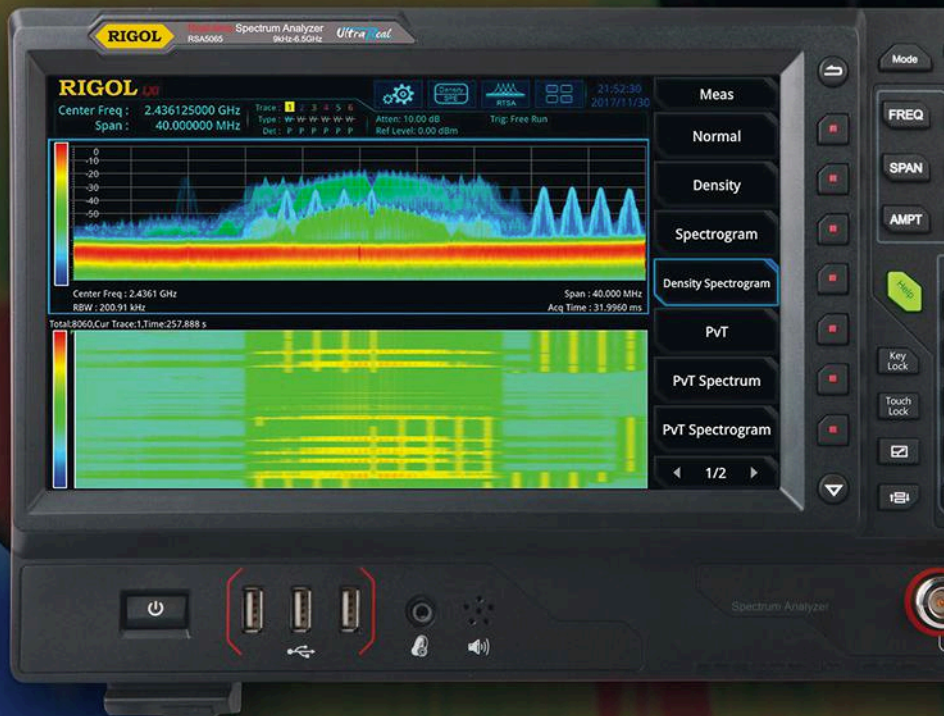 RIGOL
Spectrum Analyzer
RSA5065 9kHz-6.5GHz
UltraReal
RIGOL LXI
Center Freq : 2.436125000 GHz
Span : 40.000000 MHz
Trace : 1 2 3 4 5 6
Type : W W W W W W
Det : P P P P P P
Atten: 10.00 dB
Ref Level: 0.00 dBm
Density
SPE
RTSA
Trig: Free Run
21:52:30
2017/11/30
0
-10
-20
-30
-40
-50
Center Freq : 2.4361 GHz
Span : 40.000 MHz
RBW : 200.91 kHz
Acq Time : 31.9960 ms
Total:8060,Cur Trace:1,Time:257.888 s
Meas
Normal
Density
Spectrogram
Density Spectrogram
PvT
PvT Spectrum
PvT Spectrogram
1/2
Mode
FREQ
SPAN
AMPT
Help
Key
Lock
Touch
Lock
Spectrum Analyzer